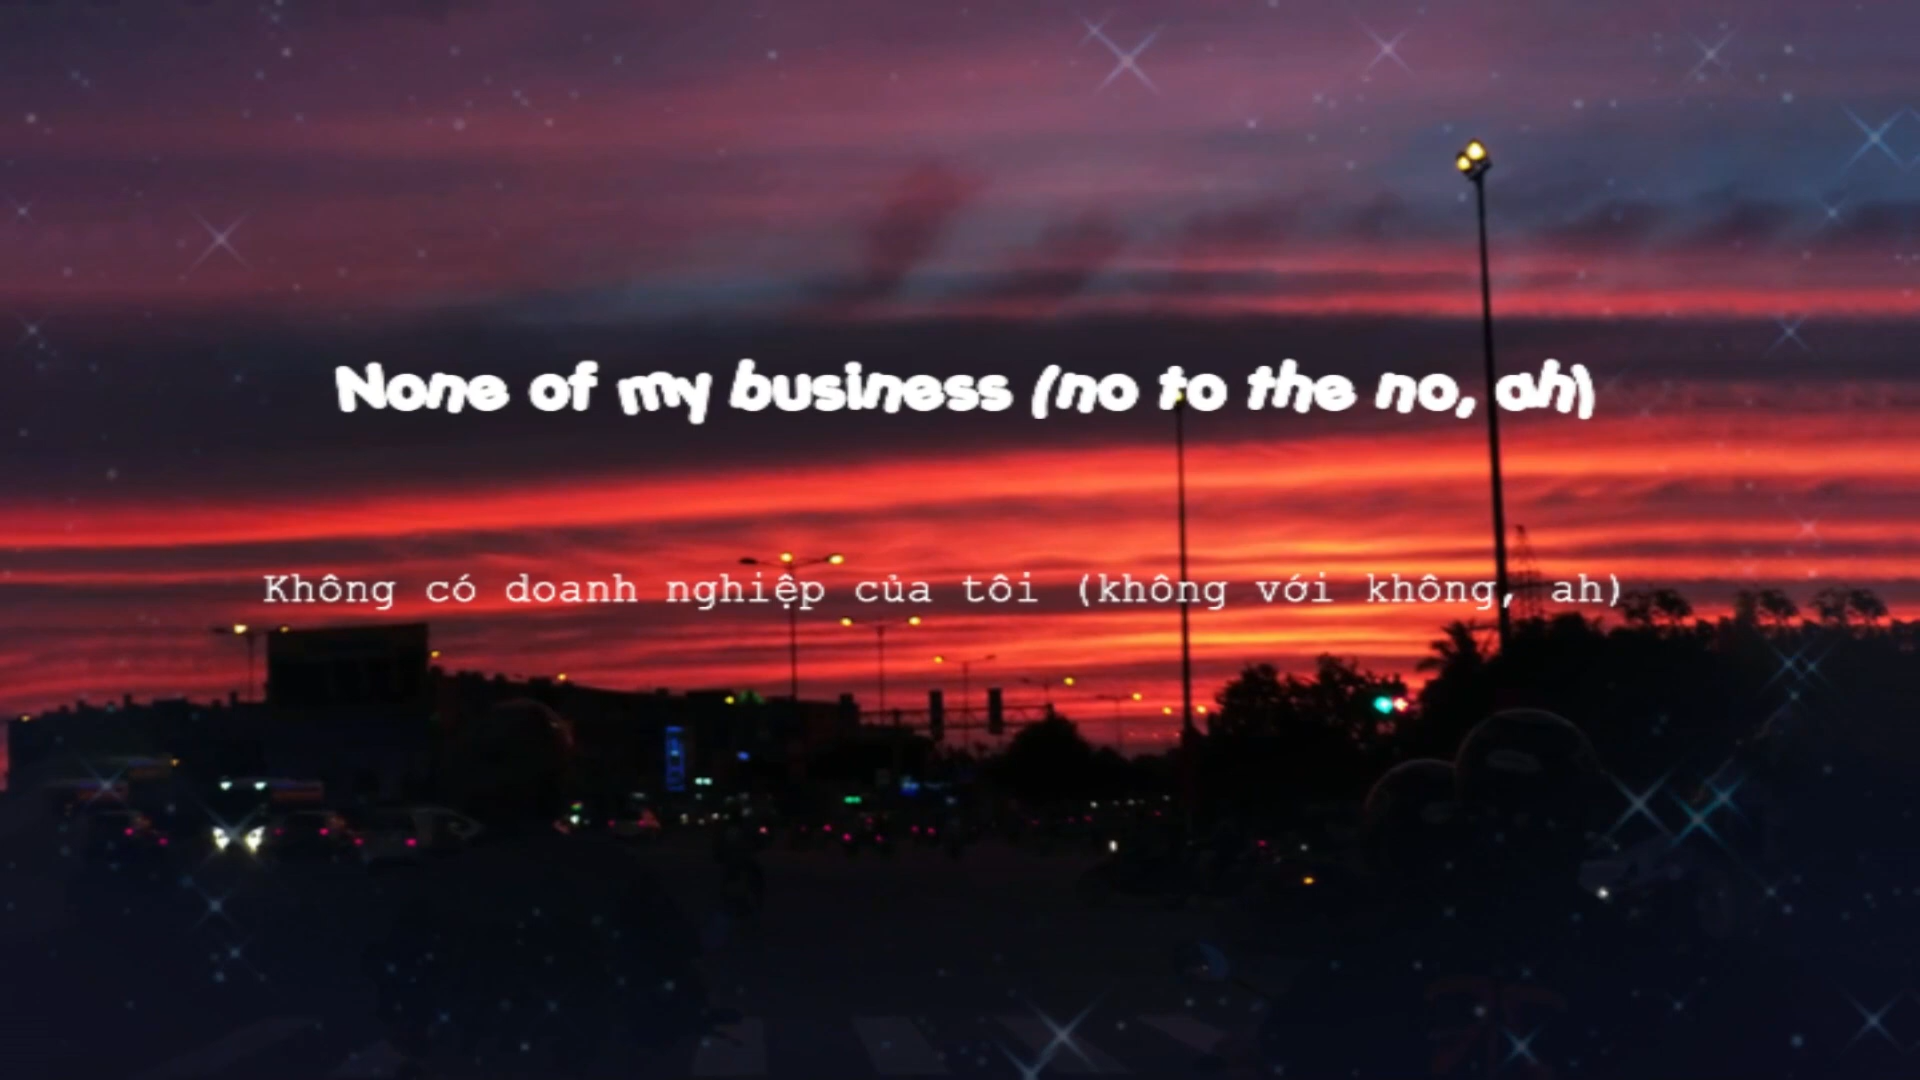 None of my business (no to the no, ah)
Không có doanh nghiệp của tôi (không với không, ah)